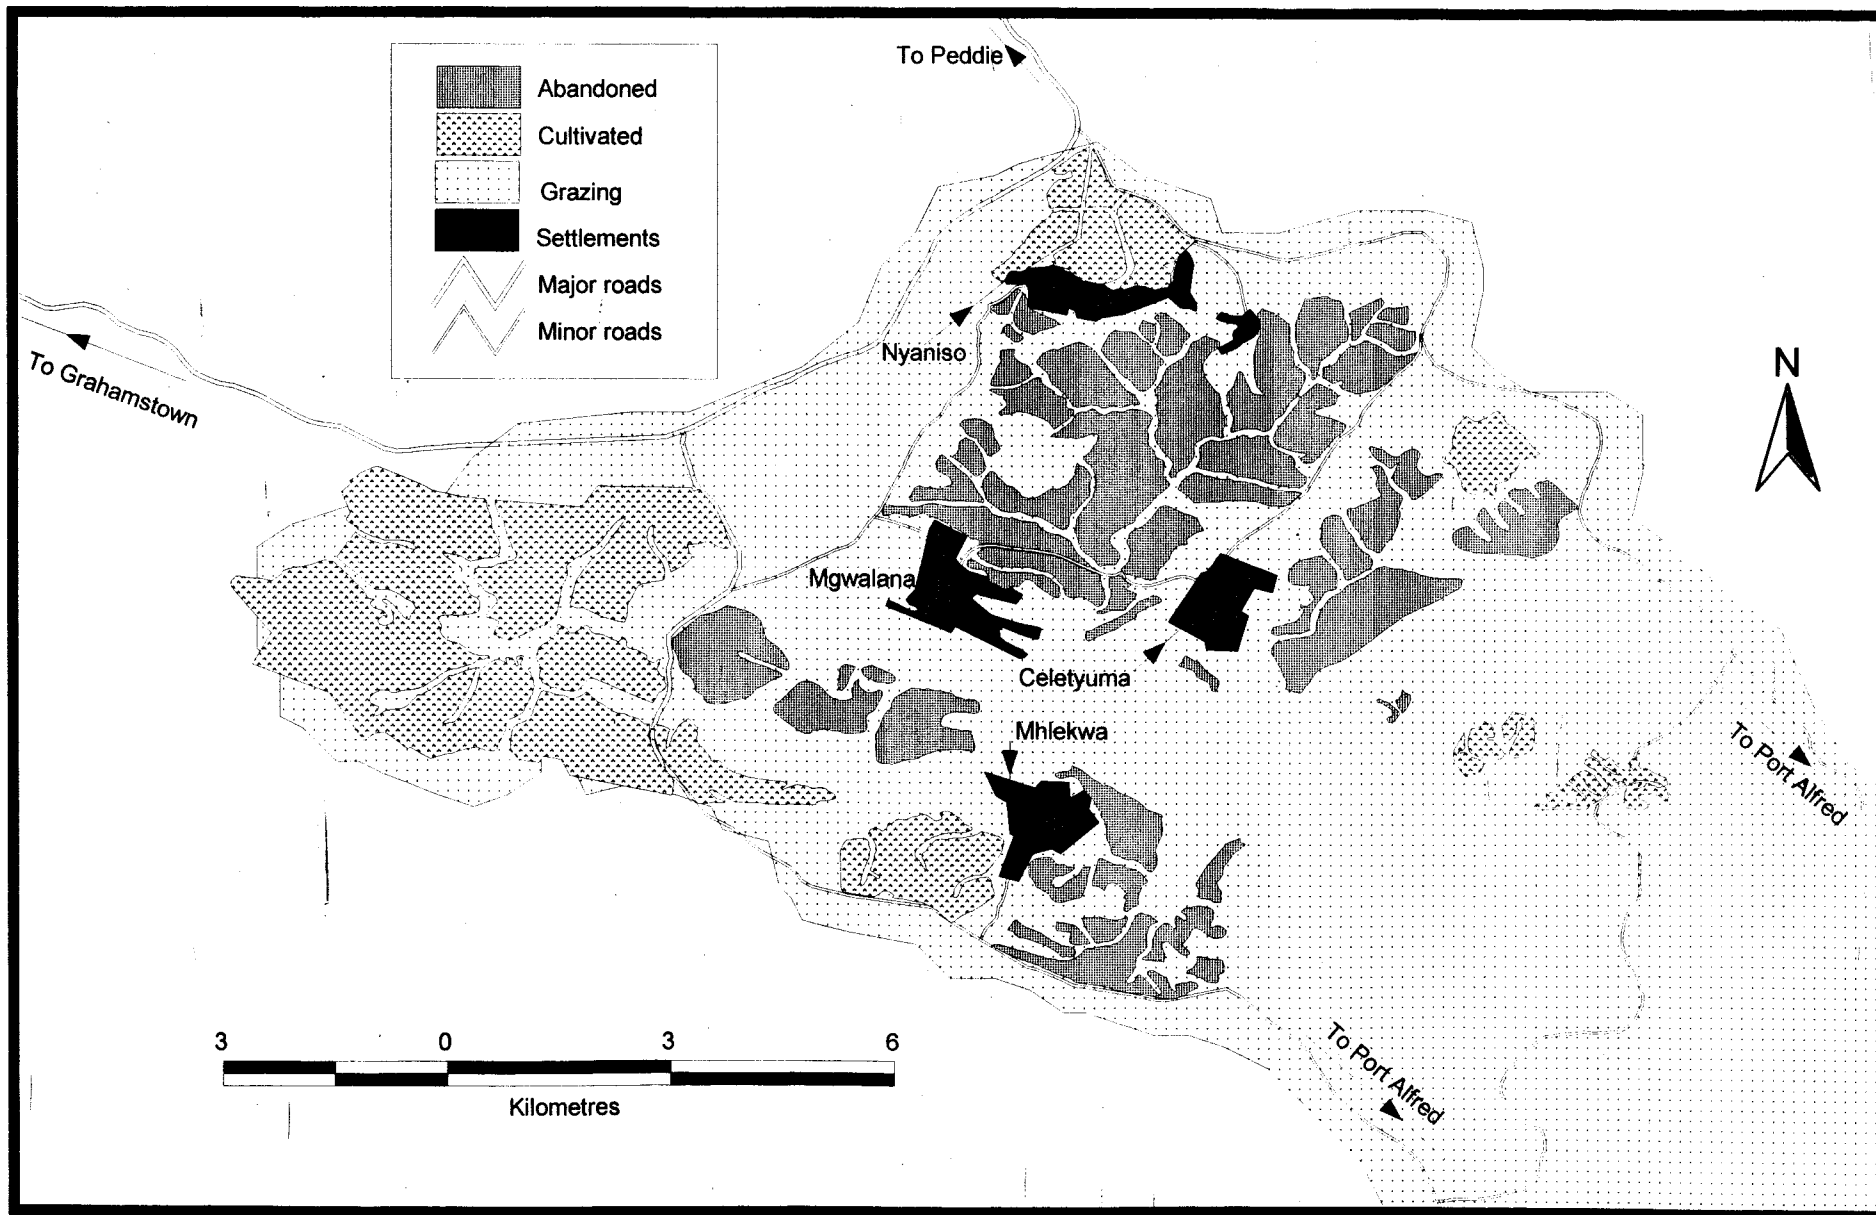 To Peddie
Abandoned
Cultivated
Grazing
Settlements
Major roads
Minor roads
To Grahamstown
Nyaniso
N
Mgwalana
Celetyuma
Mhlekwa
To Port Alfred
To Port Alfred
3 0 3 6
Kilometres